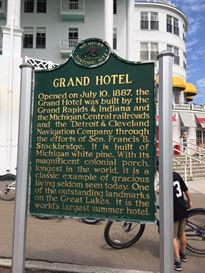 MICHIGAN
HISTORIC SITE
GRAND HOTEL
Opened on July 10, 1887, the
Grand Hotel was built by the
Grand Rapids & Indiana and
the Michigan Central railroads
and the Detroit & Cleveland
Navigation Company through
the efforts of Sen. Francis B.
Stockbridge. It is built of
Michigan white pine. With its
magnificent colonial porch,
longest in the world, it is a
classic example of gracious
living seldom seen today. One
of the outstanding landmarks
on the Great Lakes, it is the
world's largest summer hotel.